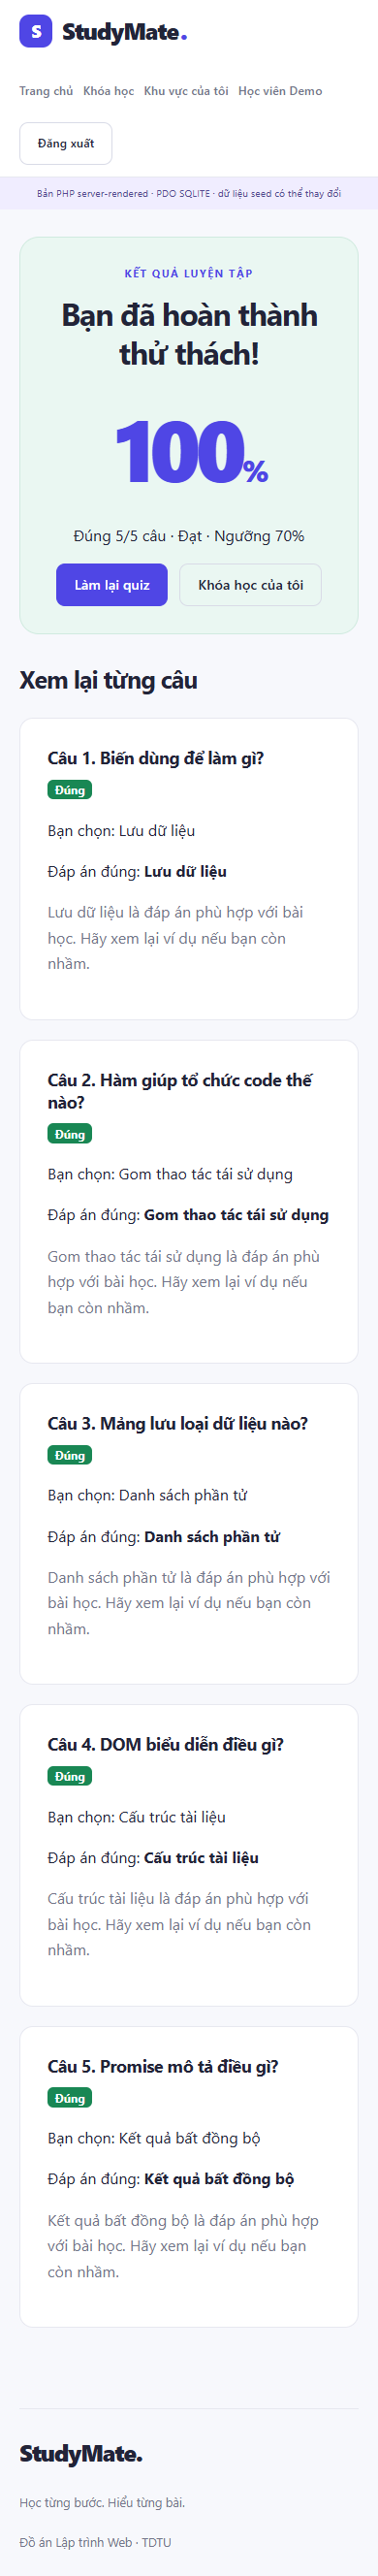 S StudyMate.
Trang chủ Khóa học Khu vực của tôi Học viên Demo
Đăng xuất
Bản PHP server-rendered · PDO SQLITE · dữ liệu seed có thể thay đổi
KẾT QUẢ LUYỆN TẬP
Bạn đã hoàn thành
thử thách!
100%
Đúng 5/5 câu · Đạt · Ngưỡng 70%
Làm lại quiz Khóa học của tôi
Xem lại từng câu
Câu 1. Biến dùng để làm gì?
Đúng
Bạn chọn: Lưu dữ liệu
Đáp án đúng: Lưu dữ liệu
Lưu dữ liệu là đáp án phù hợp với bài
học. Hãy xem lại ví dụ nếu bạn còn
nhầm.
Câu 2. Hàm giúp tổ chức code thế
nào?
Đúng
Bạn chọn: Gom thao tác tái sử dụng
Đáp án đúng: Gom thao tác tái sử dụng
Gom thao tác tái sử dụng là đáp án phù
hợp với bài học. Hãy xem lại ví dụ nếu
bạn còn nhầm.
Câu 3. Mảng lưu loại dữ liệu nào?
Đúng
Bạn chọn: Danh sách phần tử
Đáp án đúng: Danh sách phần tử
Danh sách phần tử là đáp án phù hợp với
bài học. Hãy xem lại ví dụ nếu bạn còn
nhầm.
Câu 4. DOM biểu diễn điều gì?
Đúng
Bạn chọn: Cấu trúc tài liệu
Đáp án đúng: Cấu trúc tài liệu
Cấu trúc tài liệu là đáp án phù hợp với
bài học. Hãy xem lại ví dụ nếu bạn còn
nhầm.
Câu 5. Promise mô tả điều gì?
Đúng
Bạn chọn: Kết quả bất đồng bộ
Đáp án đúng: Kết quả bất đồng bộ
Kết quả bất đồng bộ là đáp án phù hợp
với bài học. Hãy xem lại ví dụ nếu bạn
còn nhầm.
StudyMate.
Học từng bước. Hiểu từng bài.
Đồ án Lập trình Web · TDTU